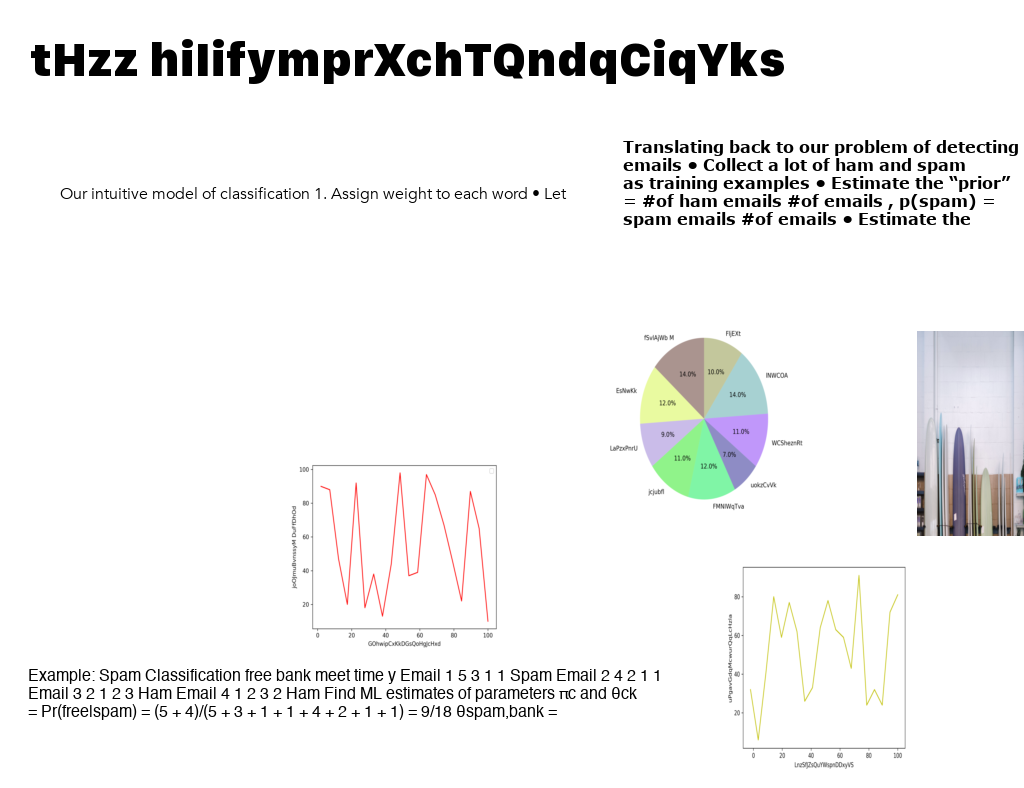 tHzz hiIifymprXchTQndqCiqYks
Our intuitive model of classification 1. Assign weight to each word • Let
Translating back to our problem of detecting
emails • Collect a lot of ham and spam
as training examples • Estimate the “prior”
= #of ham emails #of emails , p(spam) =
spam emails #of emails • Estimate the
FIjEXt
INWCOA
WCSheznRt
uokzCvVk
FMNIWqTva
jcjubfl
LaPzxPnrU
EsNwKk
fSvIAjWb M
10.0%
14.0%
11.0%
7.0%
12.0%
11.0%
9.0%
12.0%
14.0%
100
80
60
40
20
0 20 40 60 80 100
80
60
40
20
0 20 40 60 80 100
Example: Spam Classification free bank meet time y Email 1 5 3 1 1 Spam Email 2 4 2 1 1
Email 3 2 1 2 3 Ham Email 4 1 2 3 2 Ham Find ML estimates of parameters πc and θck
= Pr(free|spam) = (5 + 4)/(5 + 3 + 1 + 1 + 4 + 2 + 1 + 1) = 9/18 θspam,bank =